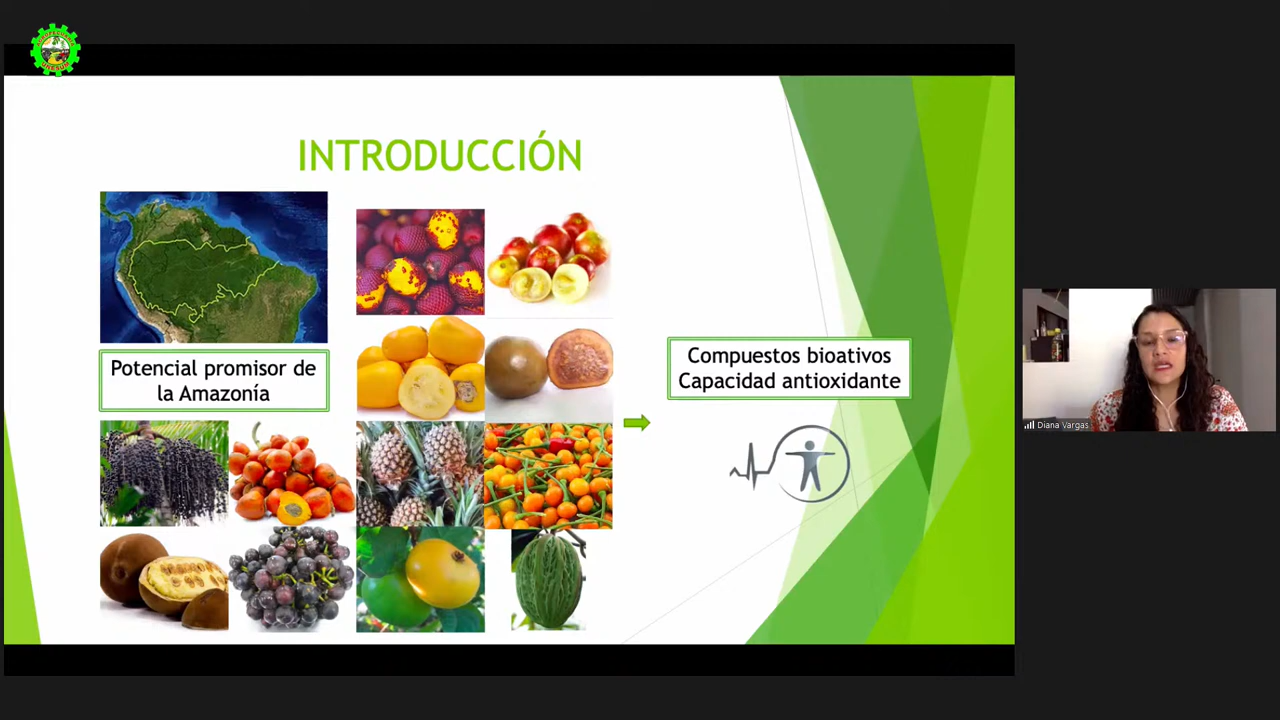 INTRODUCCIÓN
Potencial promisor de
la Amazonía
Compuestos bioativos
Capacidad antioxidante
Diana Vargas